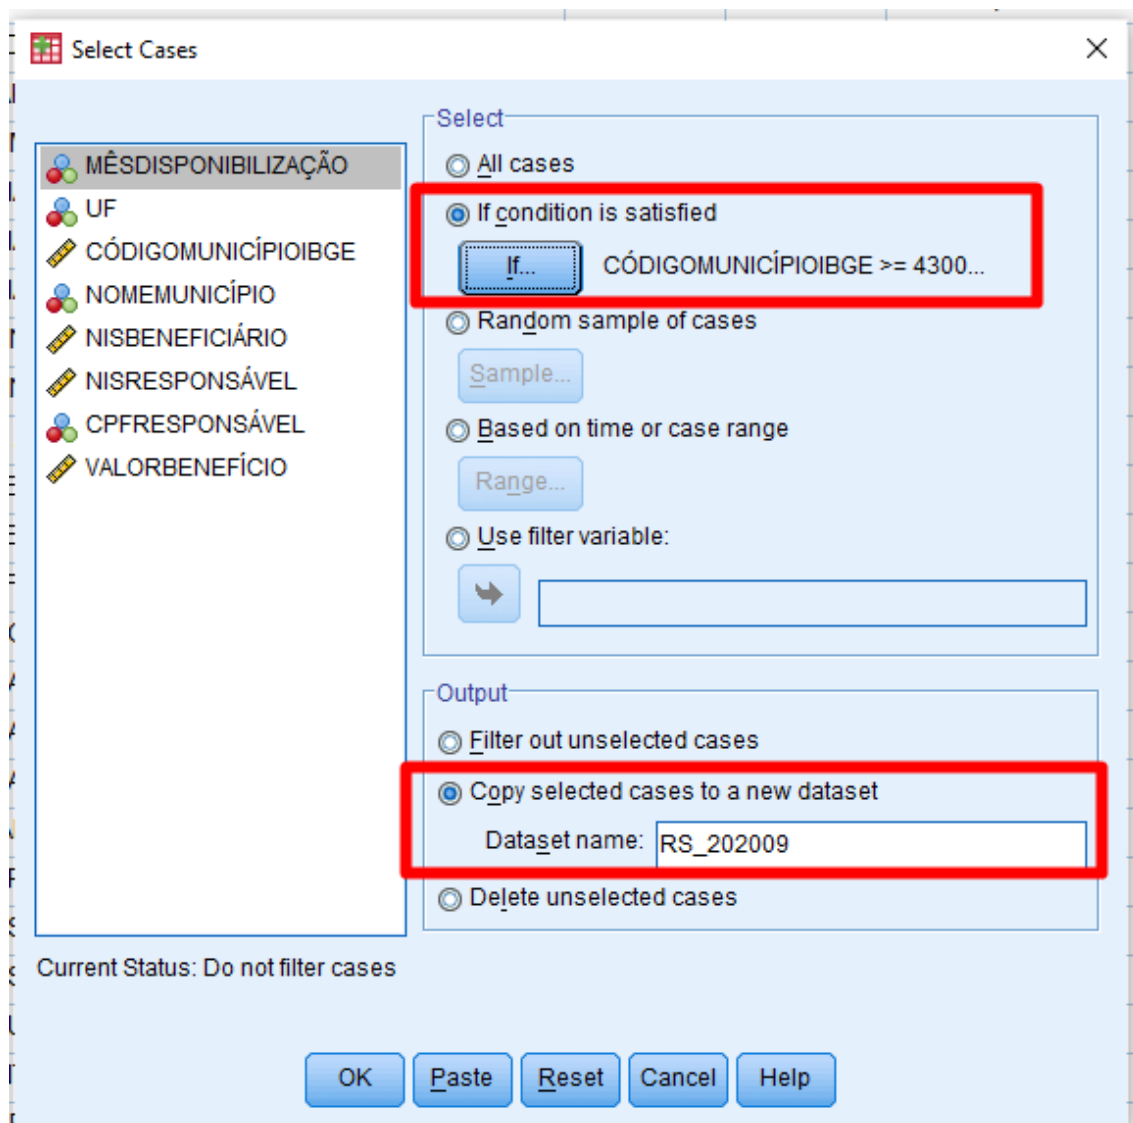 Select Cases
MÊSDISPONIBILIZAÇÃO
UF
CÓDIGOMUNICÍPIOIBGE
NOMEMUNICÍPIO
NISBENEFICIÁRIO
NISRESPONSÁVEL
CPFRESPONSÁVEL
VALORBENEFÍCIO
Select
All cases
If condition is satisfied
If... CÓDIGOMUNICÍPIOIBGE >= 4300...
Random sample of cases
Sample...
Based on time or case range
Range...
Use filter variable:
Output
Filter out unselected cases
Copy selected cases to a new dataset
Dataset name: RS_202009
Delete unselected cases
Current Status: Do not filter cases
OK Paste Reset Cancel Help